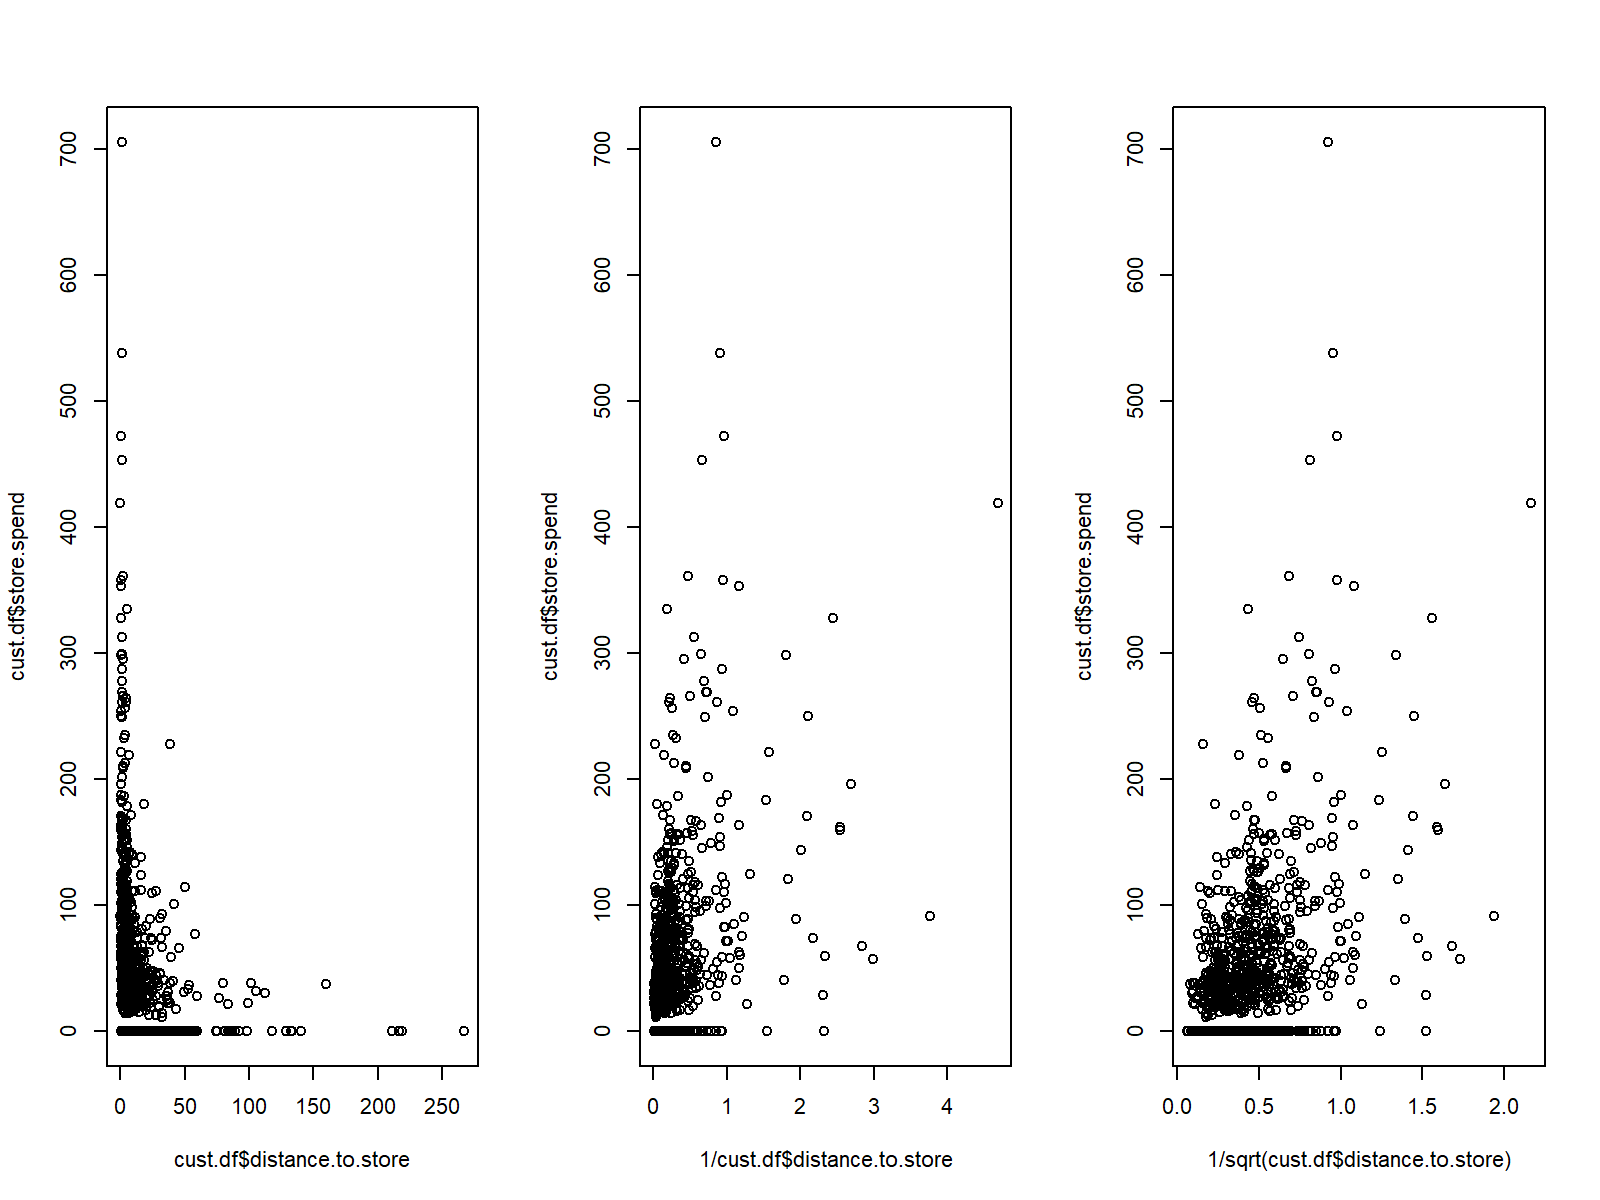 cust.df$store.spend
0 100 200 300 400 500 600 700
0 50 100 150 200 250
cust.df$distance.to.store
cust.df$store.spend
0 100 200 300 400 500 600 700
0 1 2 3 4
1/cust.df$distance.to.store
cust.df$store.spend
0 100 200 300 400 500 600 700
0.0 0.5 1.0 1.5 2.0
1/sqrt(cust.df$distance.to.store)